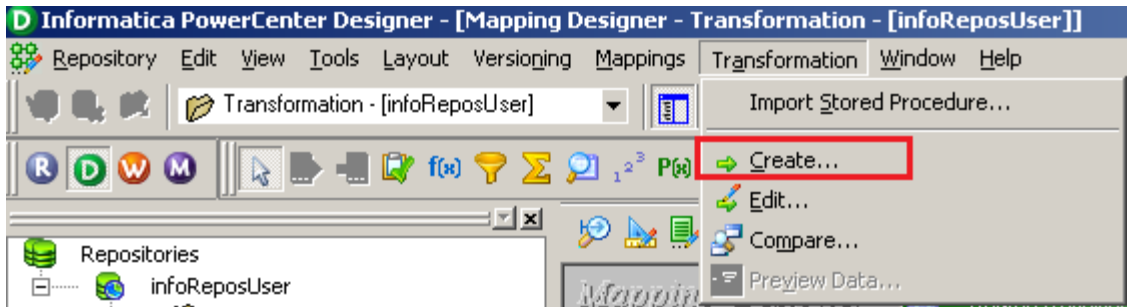 D Informatica PowerCenter Designer - [Mapping Designer - Transformation - [infoReposUser]]
Repository Edit View Tools Layout Versioning Mappings Transformation Window Help
Transformation - [infoReposUser]
Import Stored Procedure...
R D W M f(x) 1 2 3 P(x)
Create...
Edit...
Repositories
Compare...
infoReposUser
Preview Data...